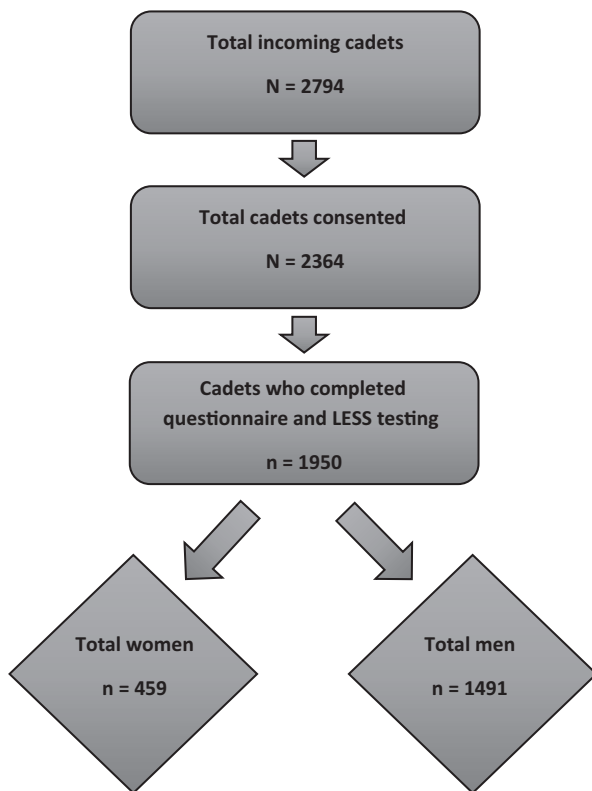 Total incoming cadets
N = 2794
Total cadets consented
N = 2364
Cadets who completed
questionnaire and LESS testing
n = 1950
Total women
n = 459
Total men
n = 1491